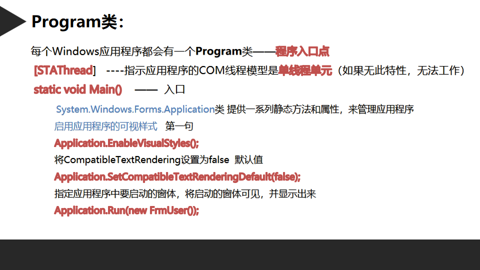 Program类：
每个Windows应用程序都会有一个Program类——程序入口点
[STAThread] ----指示应用程序的COM线程模型是单线程单元（如果无此特性，无法工作）
static void Main() —— 入口
System.Windows.Forms.Application类 提供一系列静态方法和属性，来管理应用程序
启用应用程序的可视样式 第一句
Application.EnableVisualStyles();
将CompatibleTextRendering设置为false 默认值
Application.SetCompatibleTextRenderingDefault(false);
指定应用程序中要启动的窗体，将启动的窗体可见，并显示出来
Application.Run(new FrmUser());